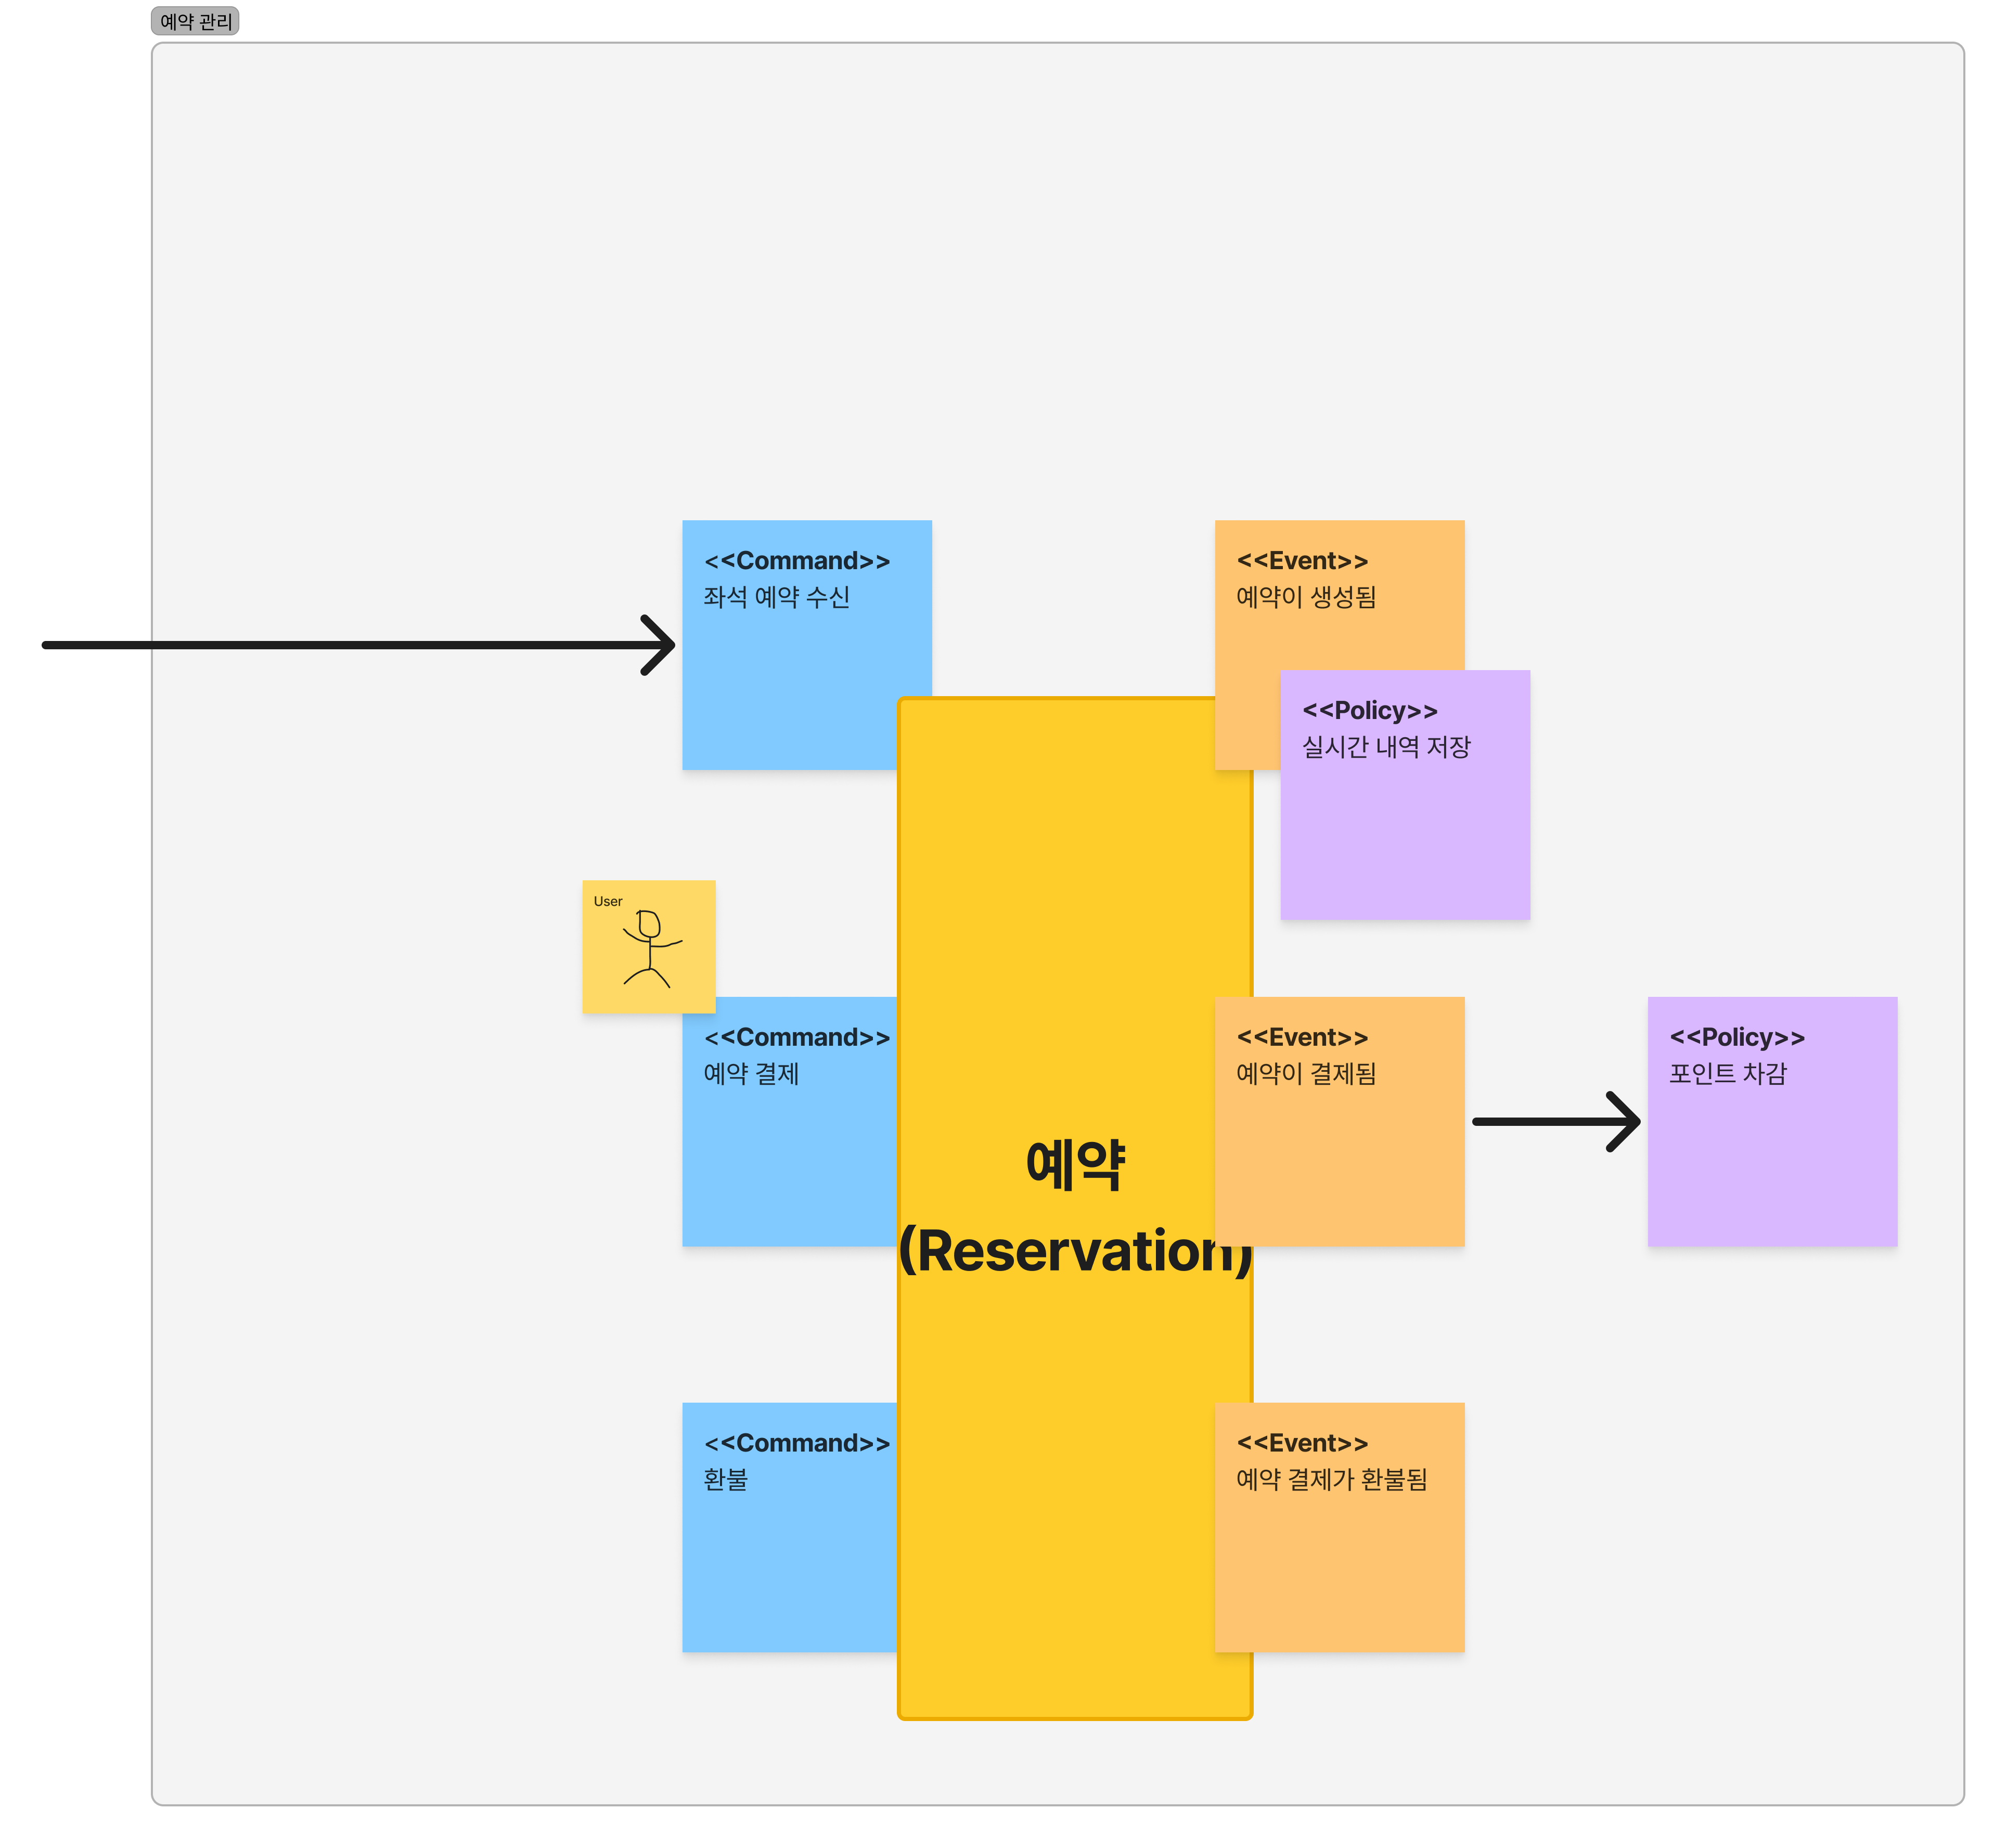 예약 관리
<<Command>>
좌석 예약 수신
<<Event>>
예약이 생성됨
<<Policy>>
실시간 내역 저장
User
<<Command>>
예약 결제
<<Event>>
예약이 결제됨
<<Policy>>
포인트 차감
예약
(Reservation)
<<Command>>
환불
<<Event>>
예약 결제가 환불됨